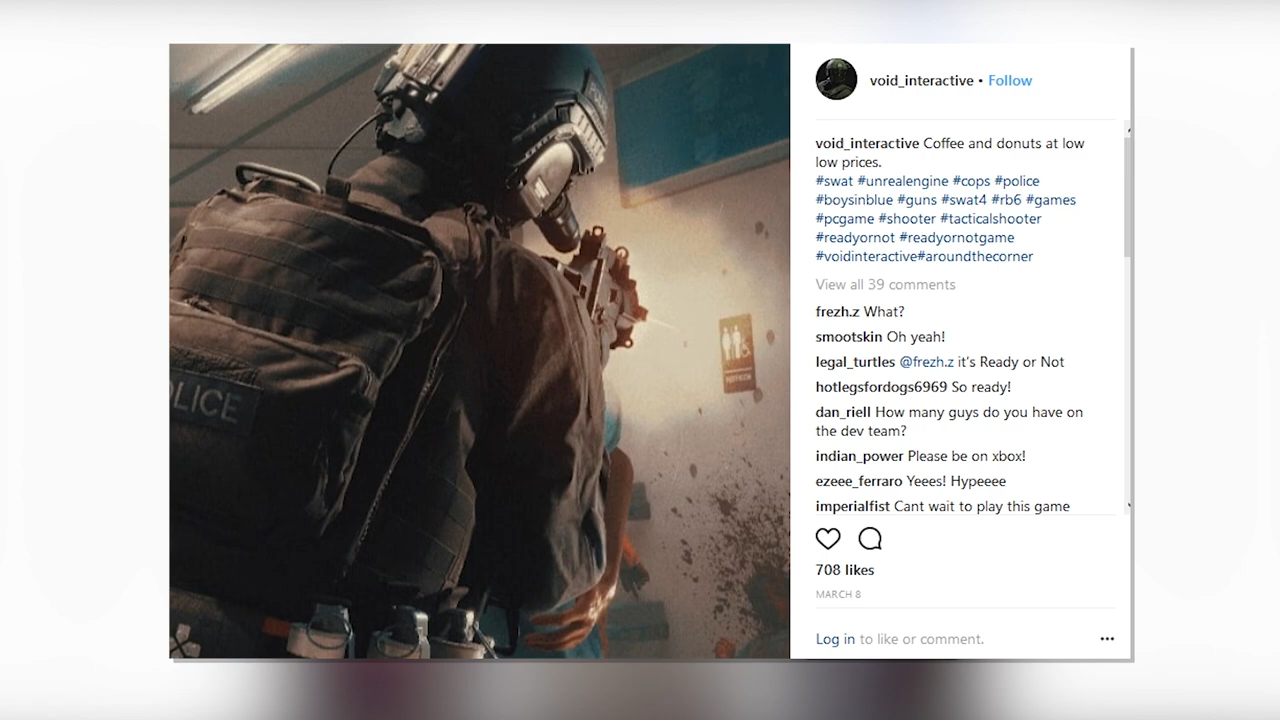 void_interactive • Follow
void_interactive Coffee and donuts at low
low prices.
#swat #unrealengine #cops #police
#boysinblue #guns #swat4 #rb6 #games
#pcgame #shooter #tacticalshooter
#readyornot #readyornotgame
#voidinteractive#aroundthecorner
View all 39 comments
frezh.z What?
smootskin Oh yeah!
legal_turtles @frezh.z it's Ready or Not
hotlegsfordogs6969 So ready!
dan_riell How many guys do you have on
the dev team?
indian_power Please be on xbox!
ezeee_ferraro Yeees! Hypeeee
imperialfist Cant wait to play this game
708 likes
MARCH 8
Log in to like or comment.
LICE